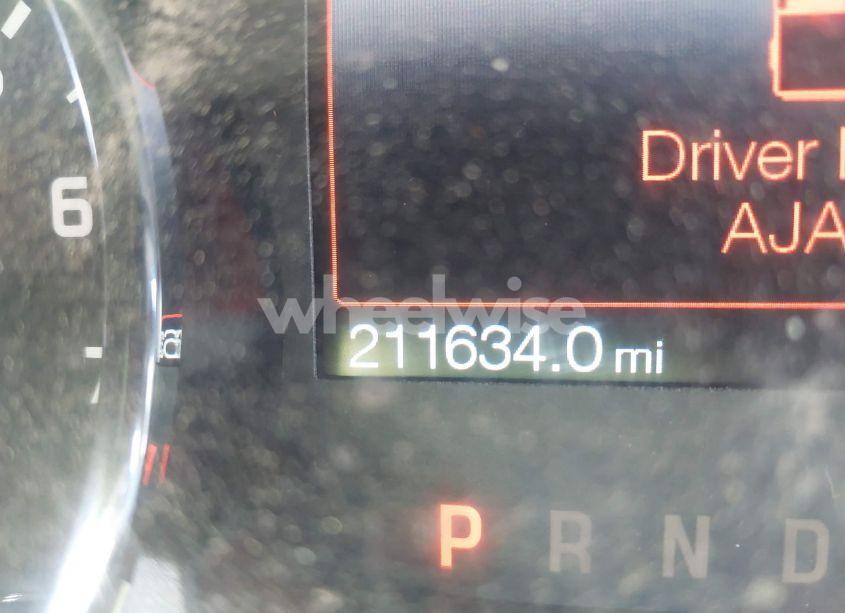 6
Driver
AJA
wheelwise
211634.0 mi
P R N D